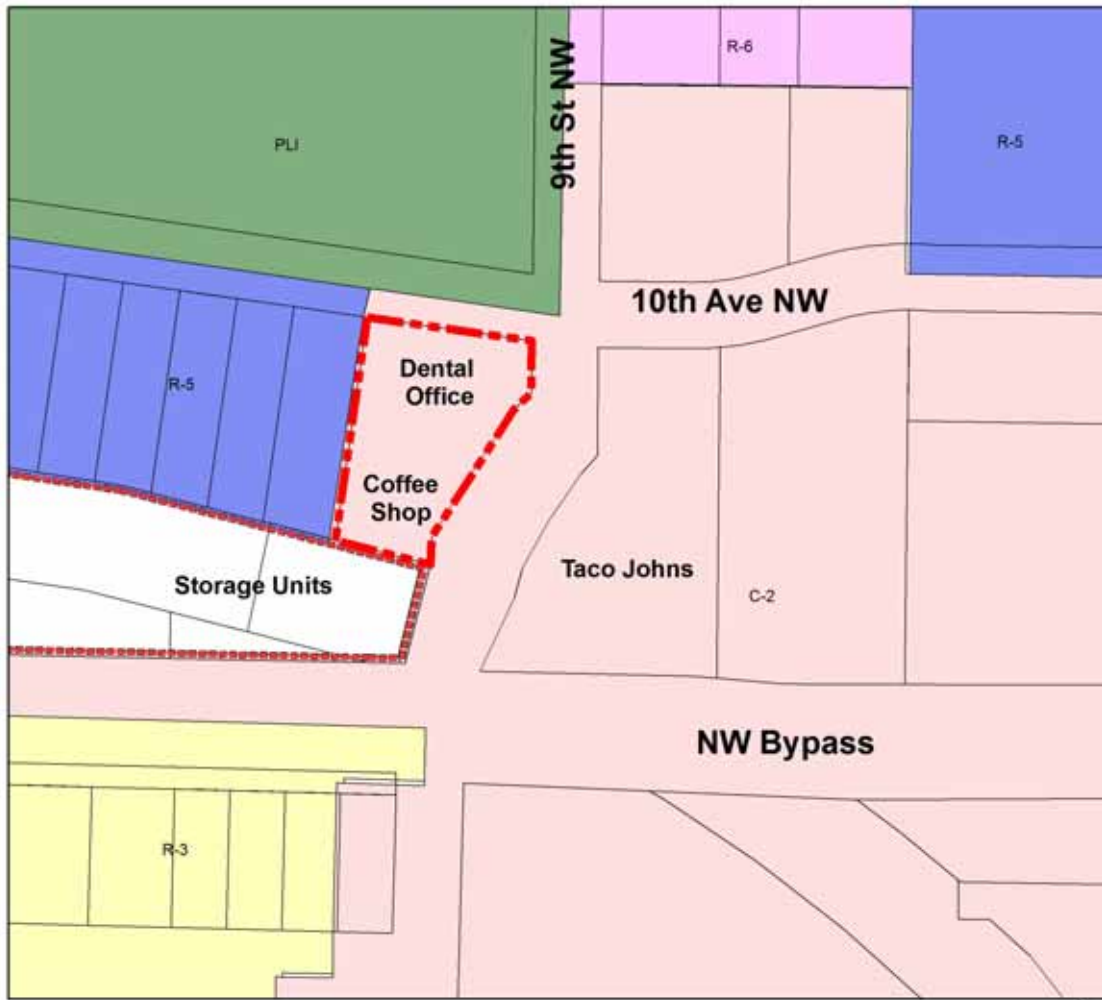 R-6
9th St NW
PLI
R-5
10th Ave NW
Dental
Office
R-5
Coffee
Shop
Taco Johns
Storage Units
C-2
NW Bypass
R-3